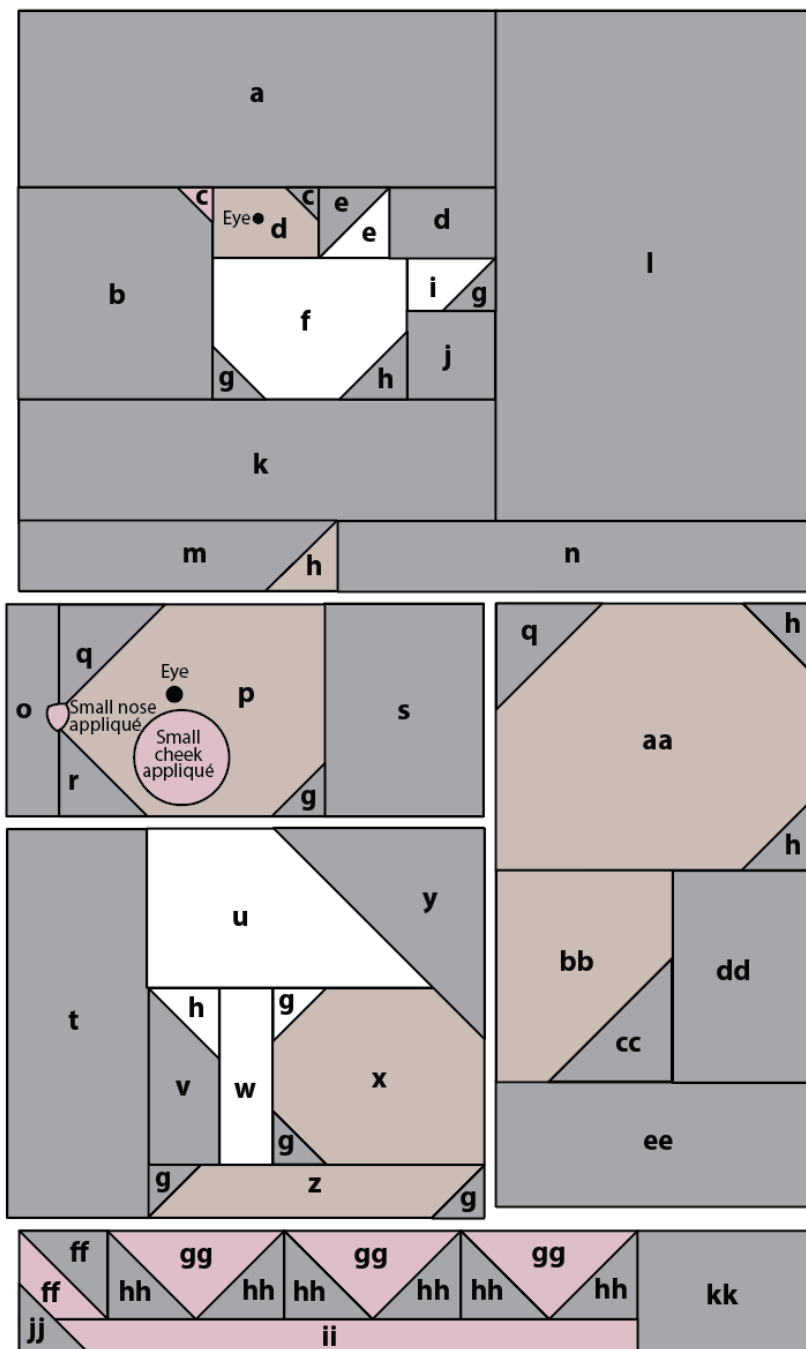 a
c
c
e
Eye
d
e
d
l
b
f
i
g
j
g
h
k
m
h
n
q
Eye
o
p
s
Small nose
appliqué
Small
cheek
appliqué
r
g
q
h
aa
h
u
y
t
h
g
v
w
x
g
g
z
g
bb
dd
cc
ee
ff
gg
gg
gg
ff
hh
hh
hh
hh
hh
hh
kk
jj
ii